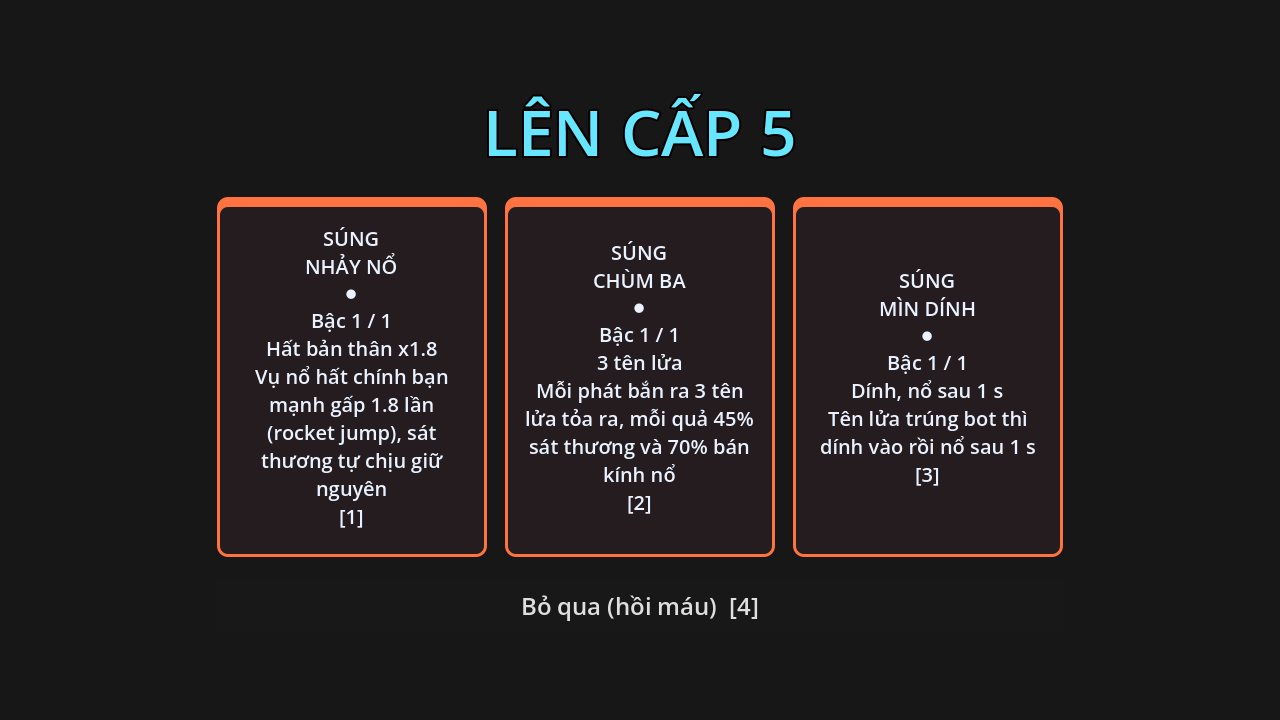 LÊN CẤP 5
SÚNG
NHẢY NỔ
●
Bậc 1 / 1
Hất bản thân x1.8
Vụ nổ hất chính bạn
mạnh gấp 1.8 lần
(rocket jump), sát
thương tự chịu giữ
nguyên
[1]
SÚNG
CHÙM BA
●
Bậc 1 / 1
3 tên lửa
Mỗi phát bắn ra 3 tên
lửa tỏa ra, mỗi quả 45%
sát thương và 70% bán
kính nổ
[2]
SÚNG
MÌN DÍNH
●
Bậc 1 / 1
Dính, nổ sau 1 s
Tên lửa trúng bot thì
dính vào rồi nổ sau 1 s
[3]
Bỏ qua (hồi máu)  [4]